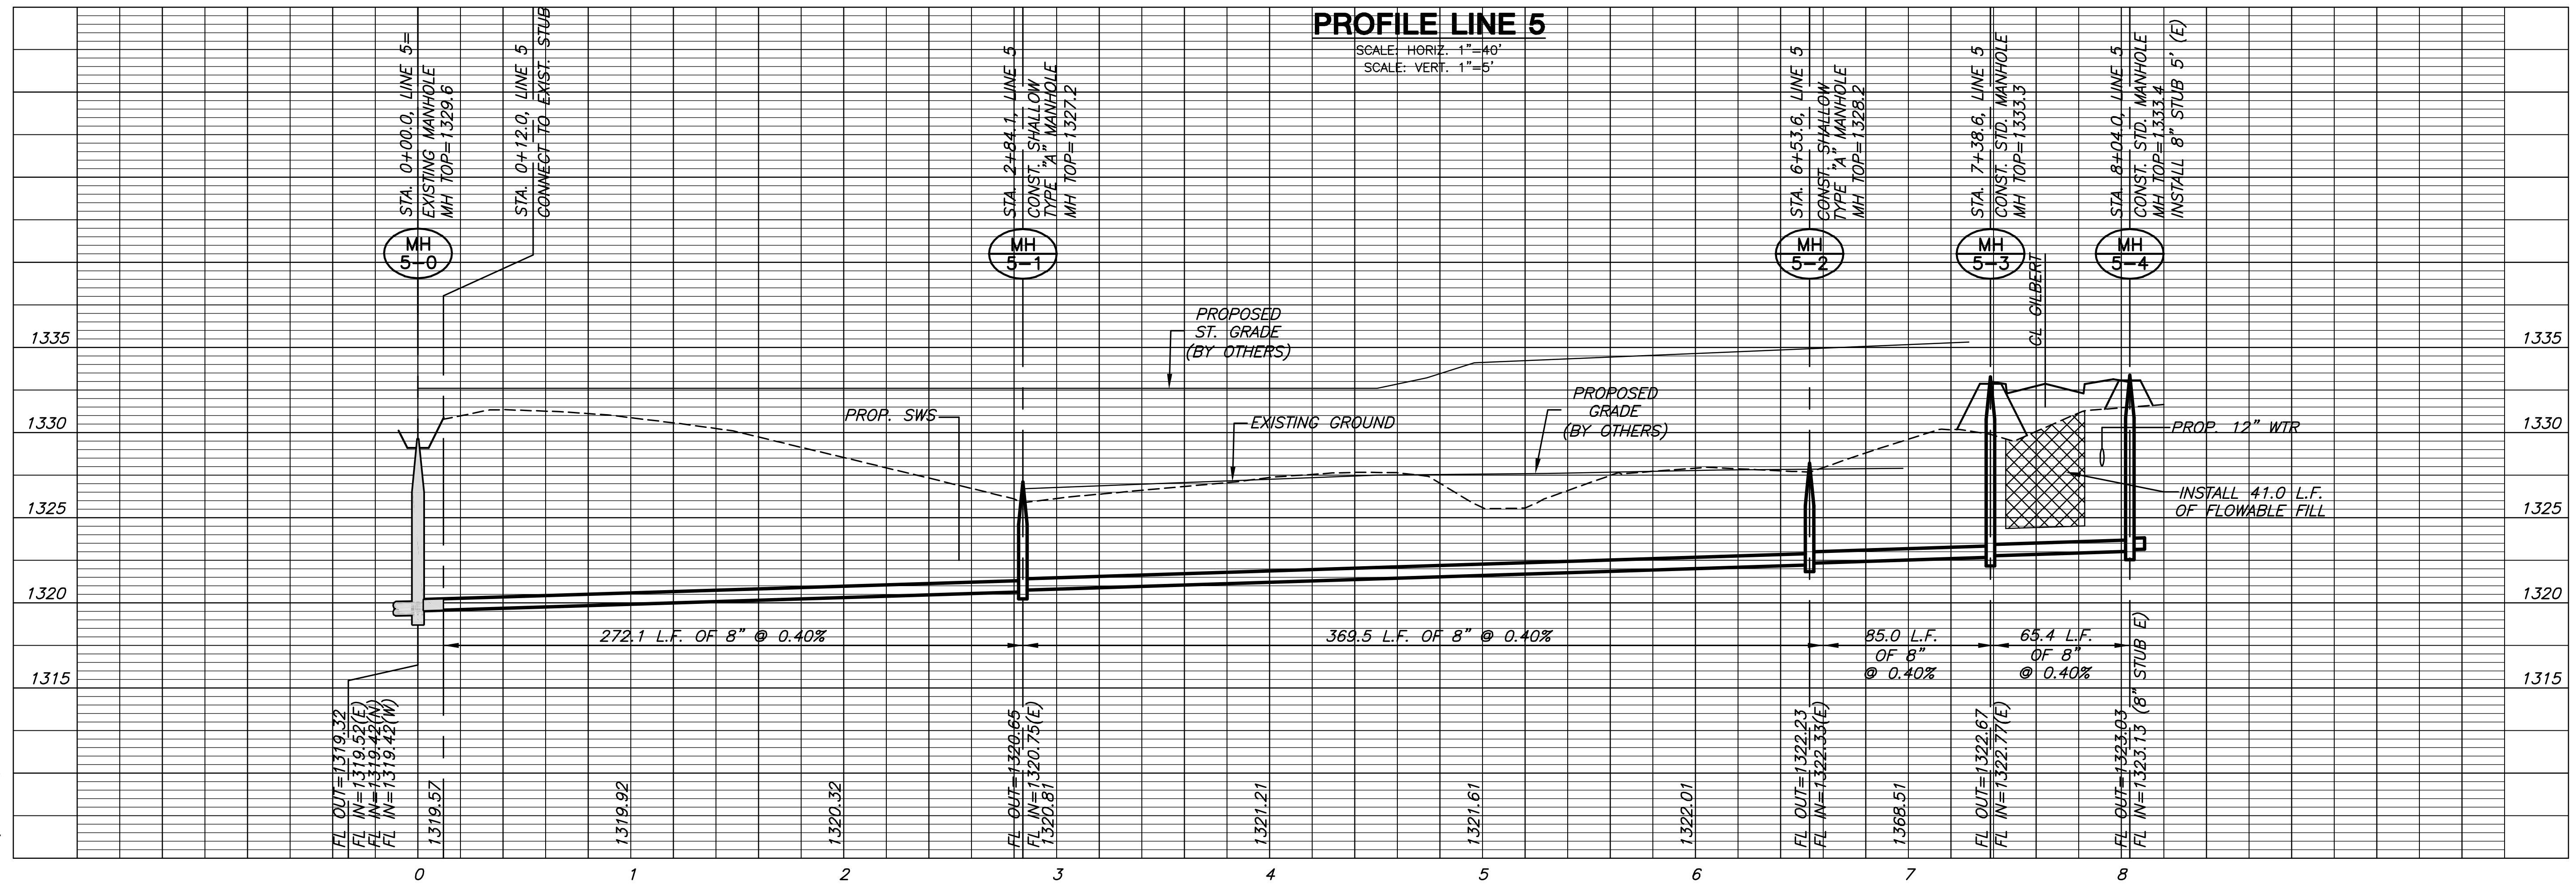 PROFILE LINE 5
SCALE: HORIZ. 1"=40'
SCALE: VERT. 1"=5'
STA. 0+00.0, LINE 5=
EXISTING MANHOLE
MH TOP=1329.6
STA. 0+12.0, LINE 5
CONNECT TO EXIST. STUB
STA. 2+84.1, LINE 5
CONST. SHALLOW
TYPE "A" MANHOLE
MH TOP=1327.2
STA. 6+53.6, LINE 5
CONST. SHALLOW
TYPE "A" MANHOLE
MH TOP=1328.2
STA. 7+38.6, LINE 5
CONST. STD. MANHOLE
MH TOP=1333.3
STA. 8+04.0, LINE 5
CONST. STD. MANHOLE
MH TOP=1333.4
INSTALL 8" STUB 5' (E)
MH
5-0
MH
5-1
MH
5-2
MH
5-3
MH
5-4
CL GILBERT
1335
1335
1330
1330
1325
1325
1320
1320
1315
1315
PROPOSED
ST. GRADE
(BY OTHERS)
PROP. SWS
EXISTING GROUND
PROPOSED
GRADE
(BY OTHERS)
PROP. 12" WTR
INSTALL 41.0 L.F.
OF FLOWABLE FILL
272.1 L.F. OF 8" @ 0.40%
369.5 L.F. OF 8" @ 0.40%
85.0 L.F.
OF 8"
@ 0.40%
65.4 L.F.
OF 8"
@ 0.40%
FL OUT=1319.32
FL IN=1319.52(E)
FL IN=1319.42(N)
FL IN=1319.42(W)
1319.57
1319.92
1320.32
FL OUT=1320.65
FL IN=1320.75(E)
1320.81
1321.21
1321.61
1322.01
FL OUT=1322.23
FL IN=1322.33(E)
1368.51
FL OUT=1322.67
FL IN=1322.77(E)
FL OUT=1323.03
FL IN=1323.13 (8" STUB E)
0
1
2
3
4
5
6
7
8